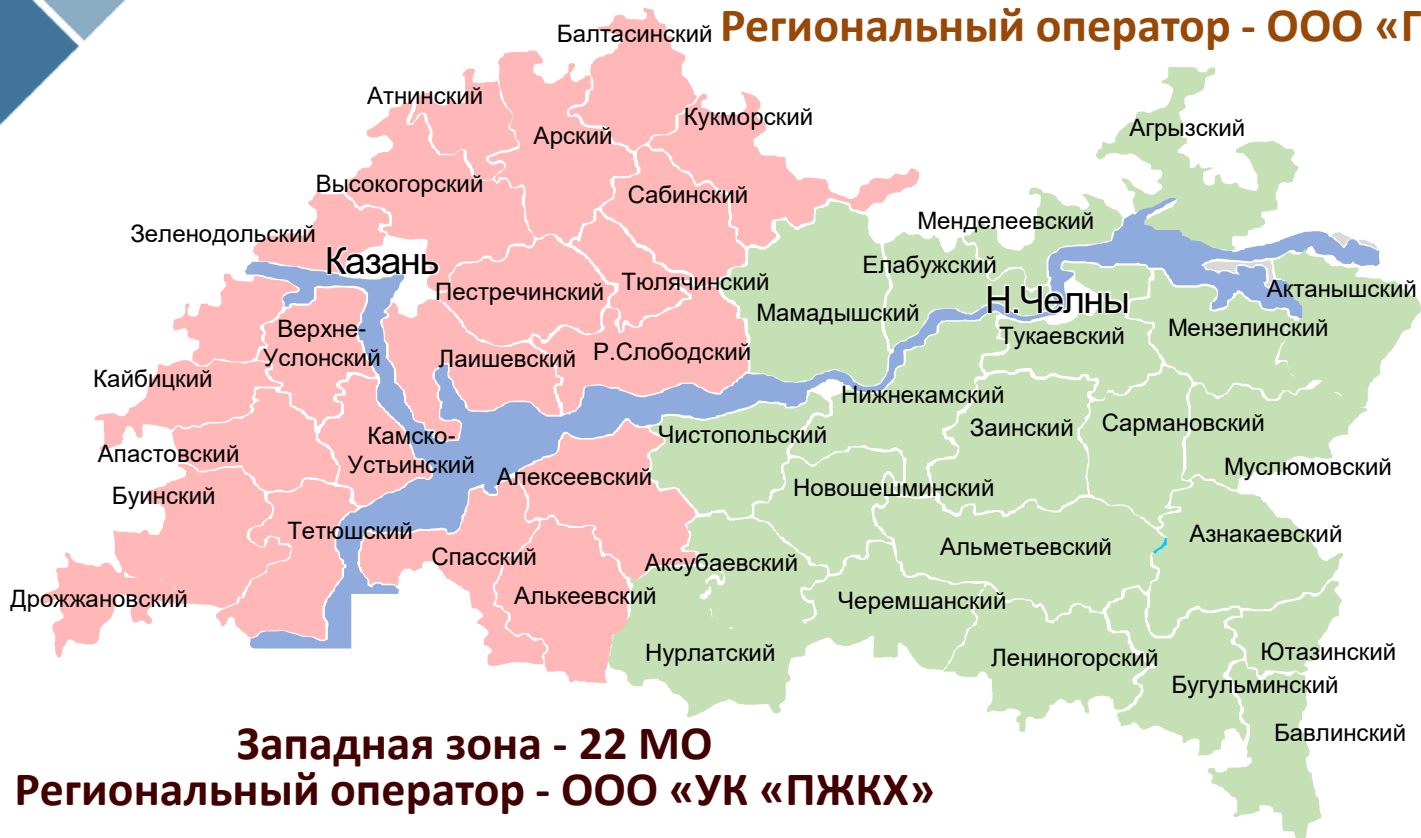 Региональный оператор - ООО «Г
Балтасинский
Атнинский
Кукморский
Арский
Агрызский
Высокогорский
Сабинский
Менделеевский
Зеленодольский
Казань
Елабужский
Тюлячинский
Пестречинский
Актанышский
Н.Челны
Мамадышский
Верхне-
Услонский
Мензелинский
Тукаевский
Лаишевский
Р.Слободский
Кайбицкий
Нижнекамский
Заинский
Сармановский
Чистопольский
Камско-
Устьинский
Апастовский
Муслюмовский
Алексеевский
Буинский
Новошешминский
Тетюшский
Азнакаевский
Альметьевский
Спасский
Аксубаевский
Алькеевский
Дрожжановский
Черемшанский
Нурлатский
Лениногорский
Ютазинский
Бугульминский
Бавлинский
Западная зона - 22 МО
Региональный оператор - ООО «УК «ПЖКХ»